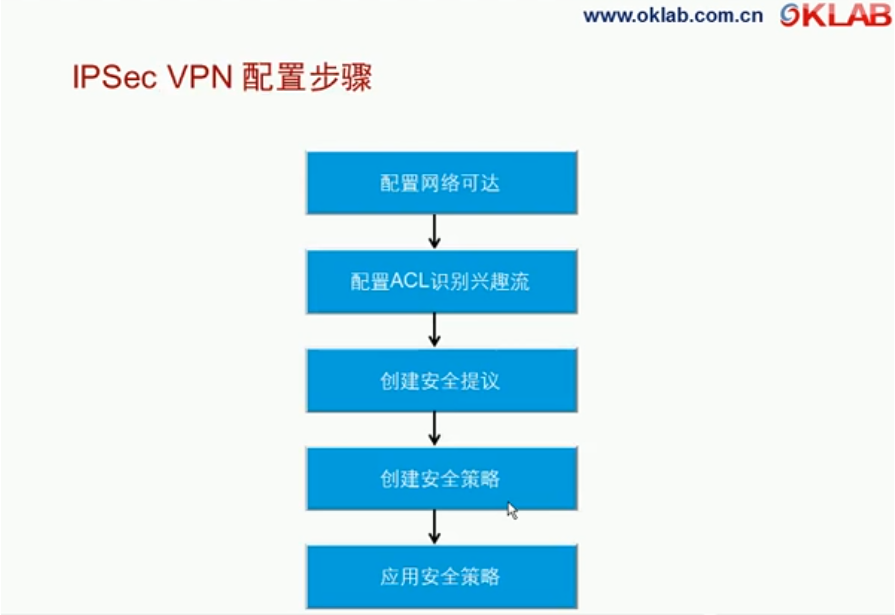 www.oklab.com.cn OKLAB
IPSec VPN 配置步骤
配置网络可达
配置ACL识别兴趣流
创建安全提议
创建安全策略
应用安全策略